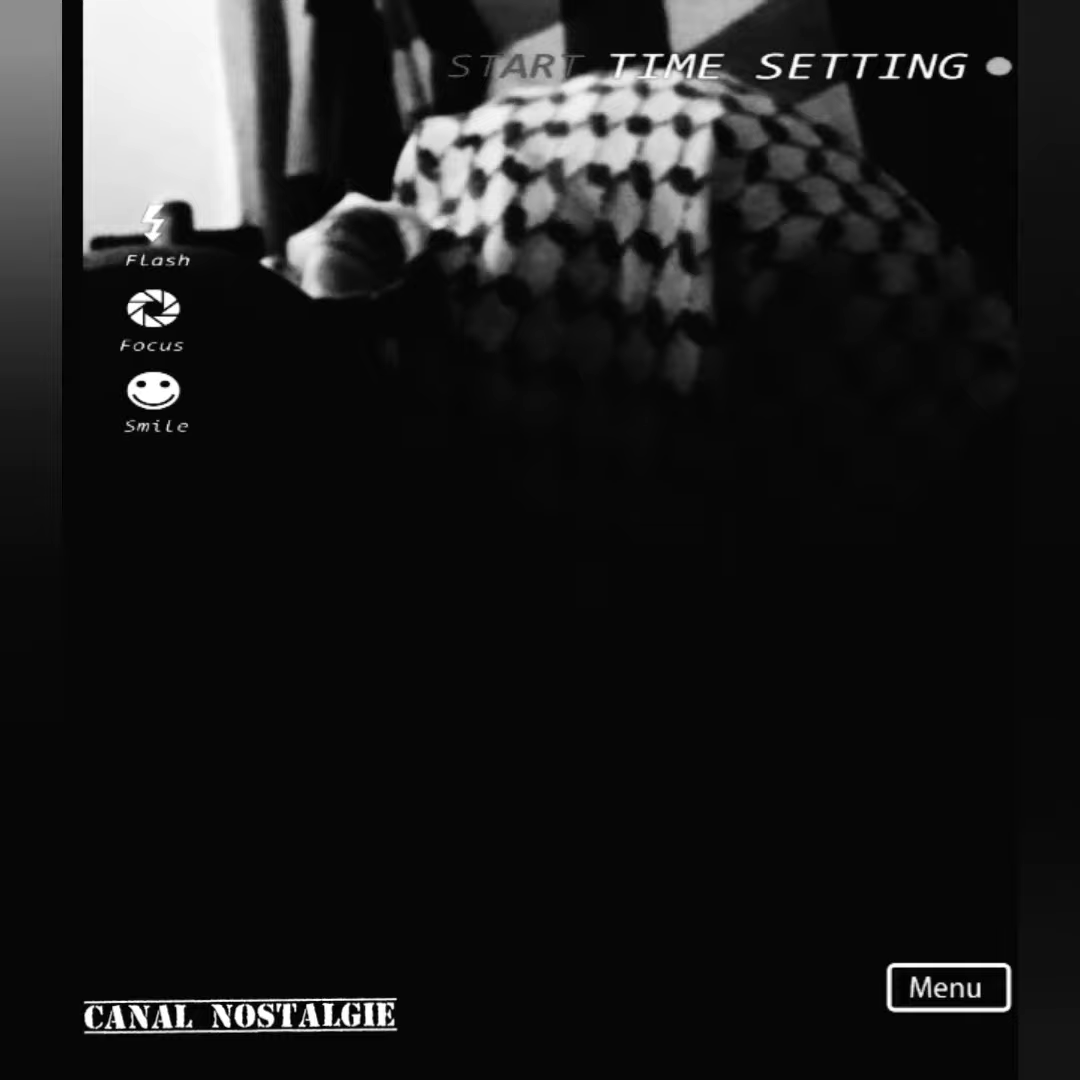 START TIME SETTING
Flash
Focus
Smile
Menu
CANAL NOSTALGIE